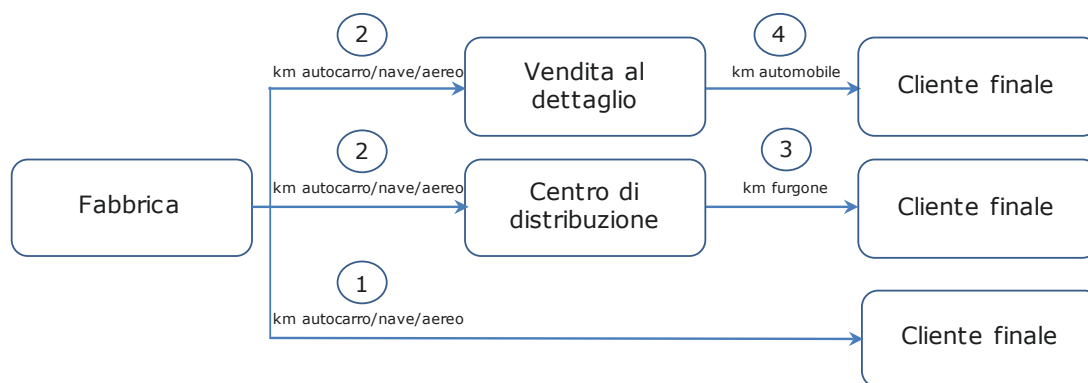 2
km autocarro/nave/aereo
Vendita al
dettaglio
4
km automobile
Cliente finale
Fabbrica
2
km autocarro/nave/aereo
Centro di
distribuzione
3
km furgone
Cliente finale
1
km autocarro/nave/aereo
Cliente finale